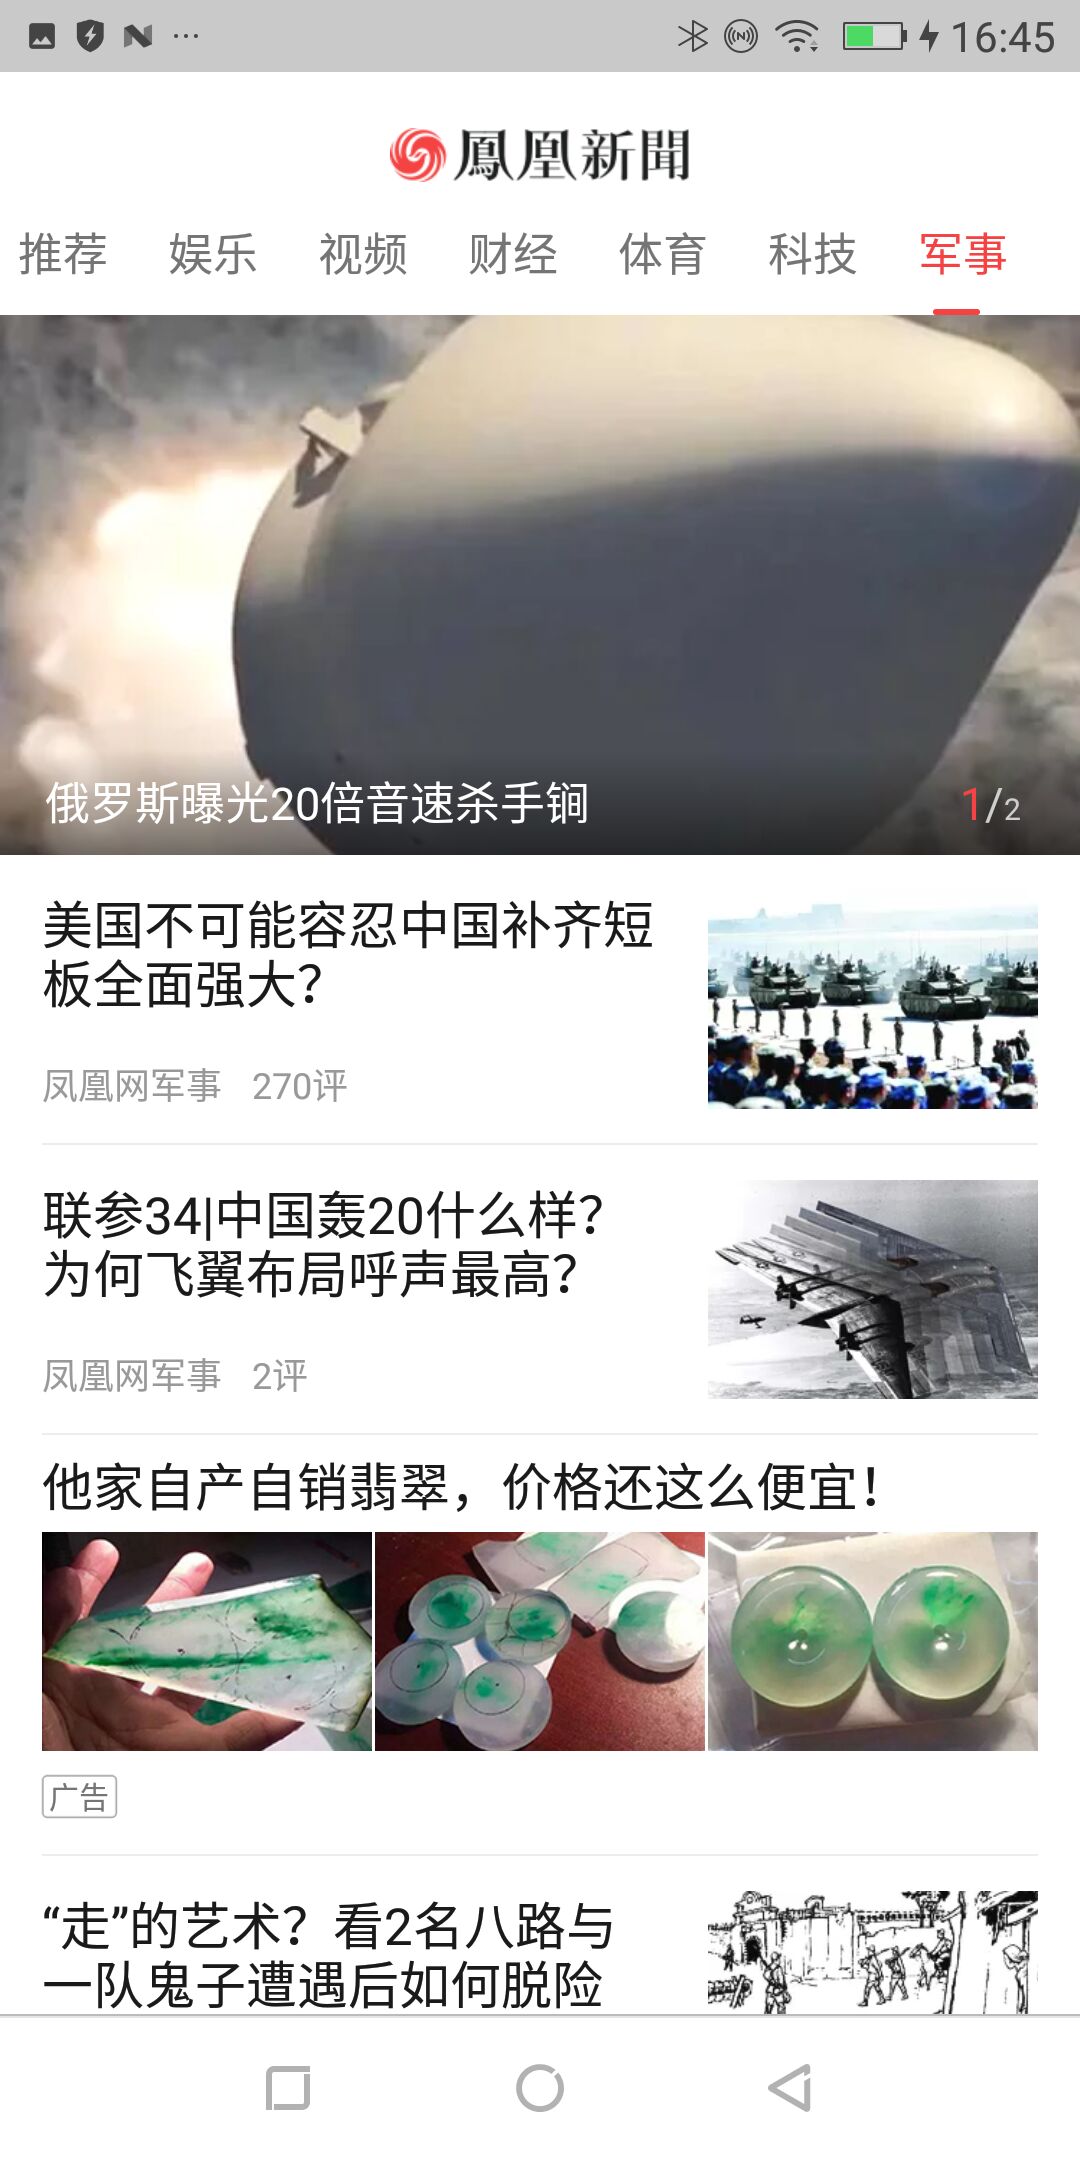 16:45
鳳凰新聞
推荐 娱乐 视频 财经 体育 科技 军事
俄罗斯曝光20倍音速杀手锏 1/2
美国不可能容忍中国补齐短
板全面强大？
凤凰网军事 270评
联参34|中国轰20什么样？
为何飞翼布局呼声最高？
凤凰网军事 2评
他家自产自销翡翠，价格还这么便宜！
广告
“走”的艺术？看2名八路与
一队鬼子遭遇后如何脱险